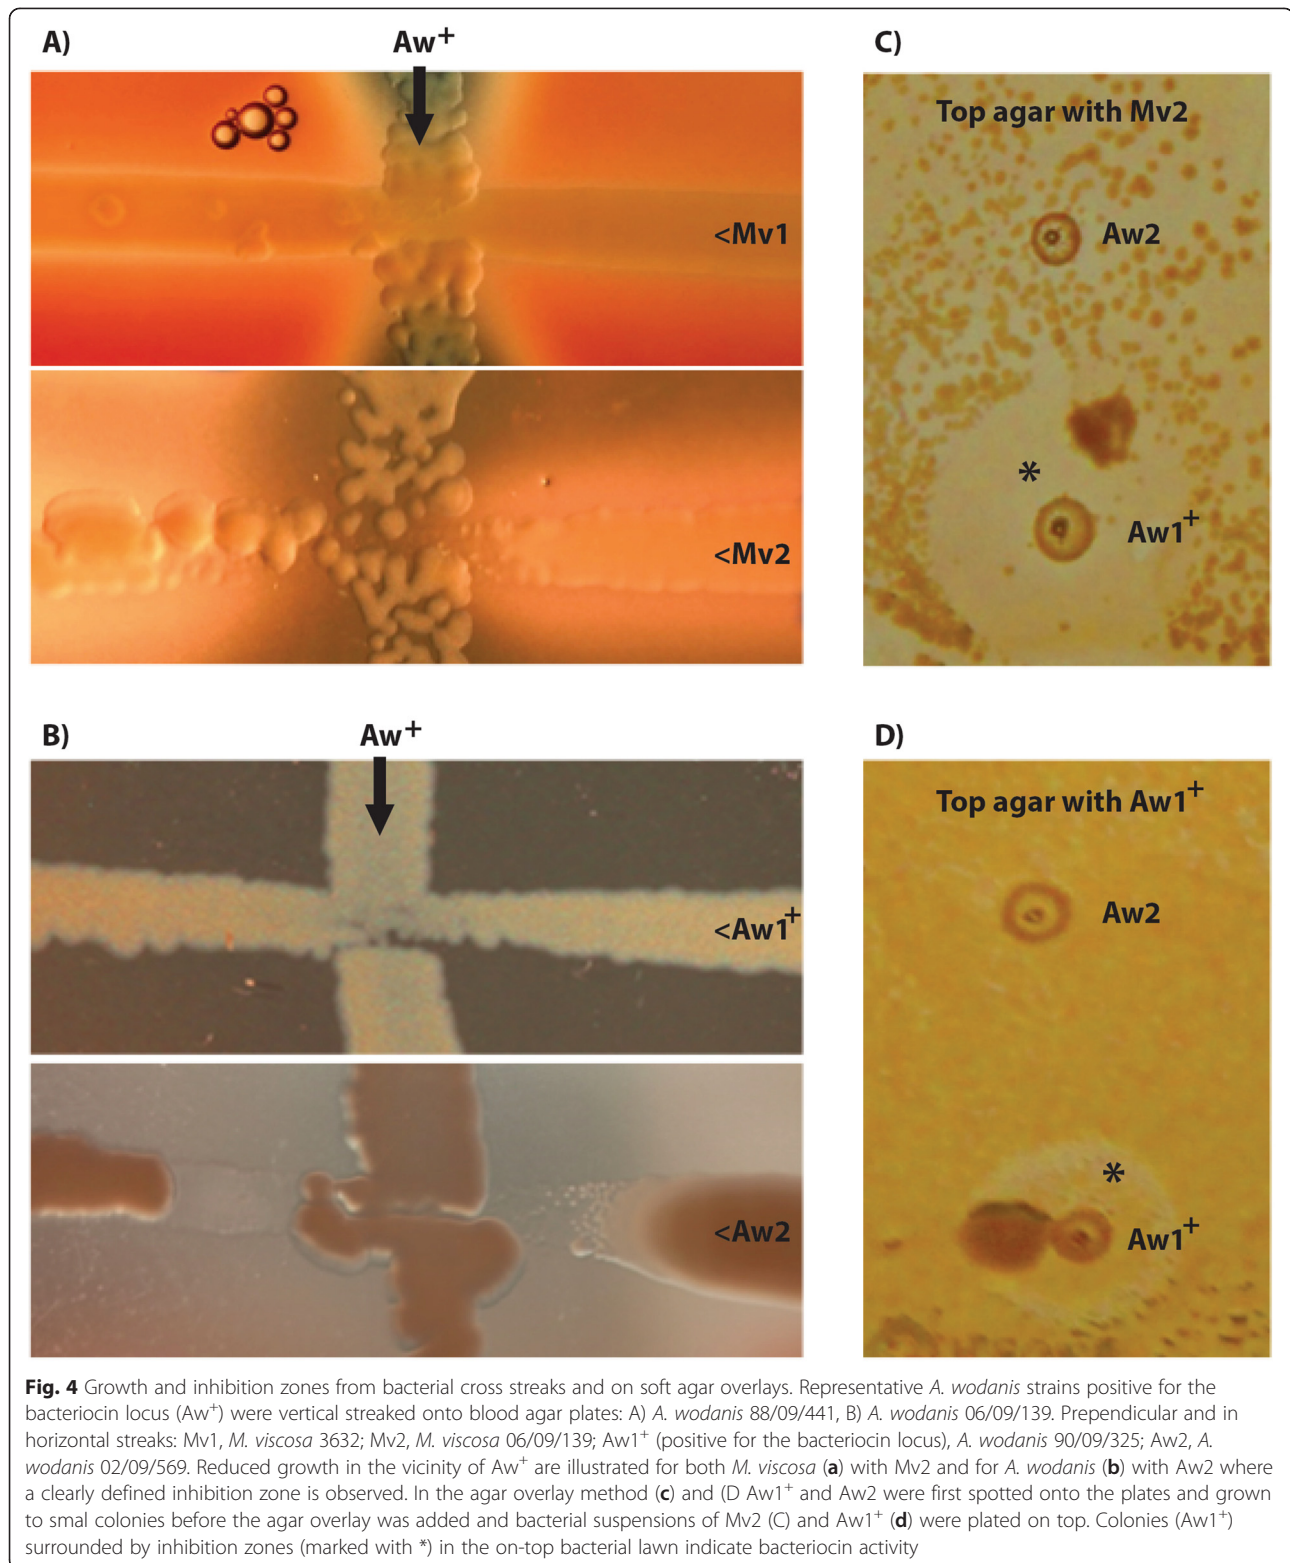 A)
Aw+
<Mv1
<Mv2
C)
Top agar with Mv2
Aw2
*
Aw1+
B)
Aw+
<Aw1+
<Aw2
D)
Top agar with Aw1+
Aw2
*
Aw1+
Fig. 4 Growth and inhibition zones from bacterial cross streaks and on soft agar overlays. Representative A. wodanis strains positive for the
bacteriocin locus (Aw+) were vertical streaked onto blood agar plates: A) A. wodanis 88/09/441, B) A. wodanis 06/09/139. Prependicular and in
horizontal streaks: Mv1, M. viscosa 3632; Mv2, M. viscosa 06/09/139; Aw1+ (positive for the bacteriocin locus), A. wodanis 90/09/325; Aw2, A.
wodanis 02/09/569. Reduced growth in the vicinity of Aw+ are illustrated for both M. viscosa (a) with Mv2 and for A. wodanis (b) with Aw2 where
a clearly defined inhibition zone is observed. In the agar overlay method (c) and (D Aw1+ and Aw2 were first spotted onto the plates and grown
to smal colonies before the agar overlay was added and bacterial suspensions of Mv2 (C) and Aw1+ (d) were plated on top. Colonies (Aw1+)
surrounded by inhibition zones (marked with *) in the on-top bacterial lawn indicate bacteriocin activity